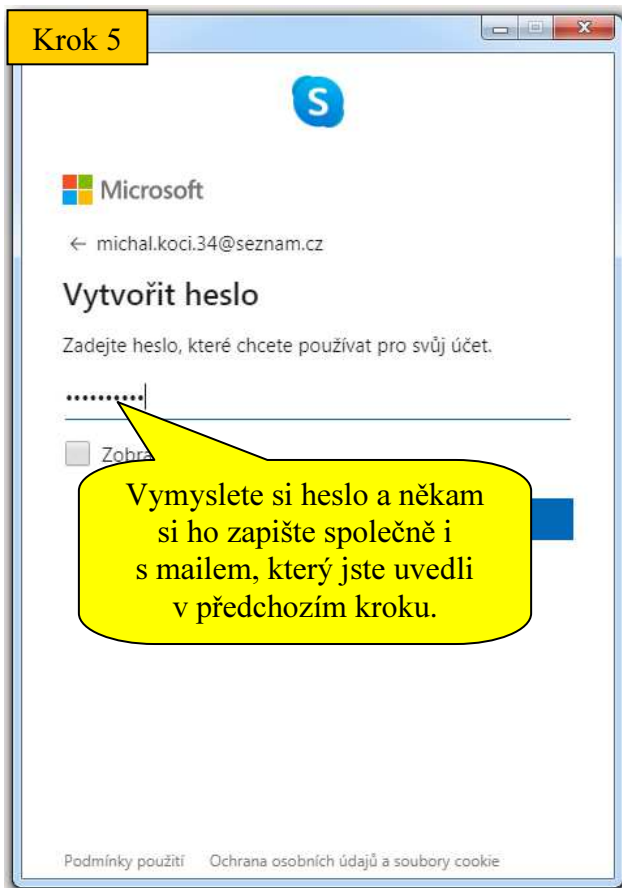 Krok 5
Microsoft
← michal.koci.34@seznam.cz
Vytvořit heslo
Zadejte heslo, které chcete používat pro svůj účet.
••••••••••
Vymyslete si heslo a někam
si ho zapište společně i
s mailem, který jste uvedli
v předchozím kroku.
Podmínky použití Ochrana osobních údajů a soubory cookie